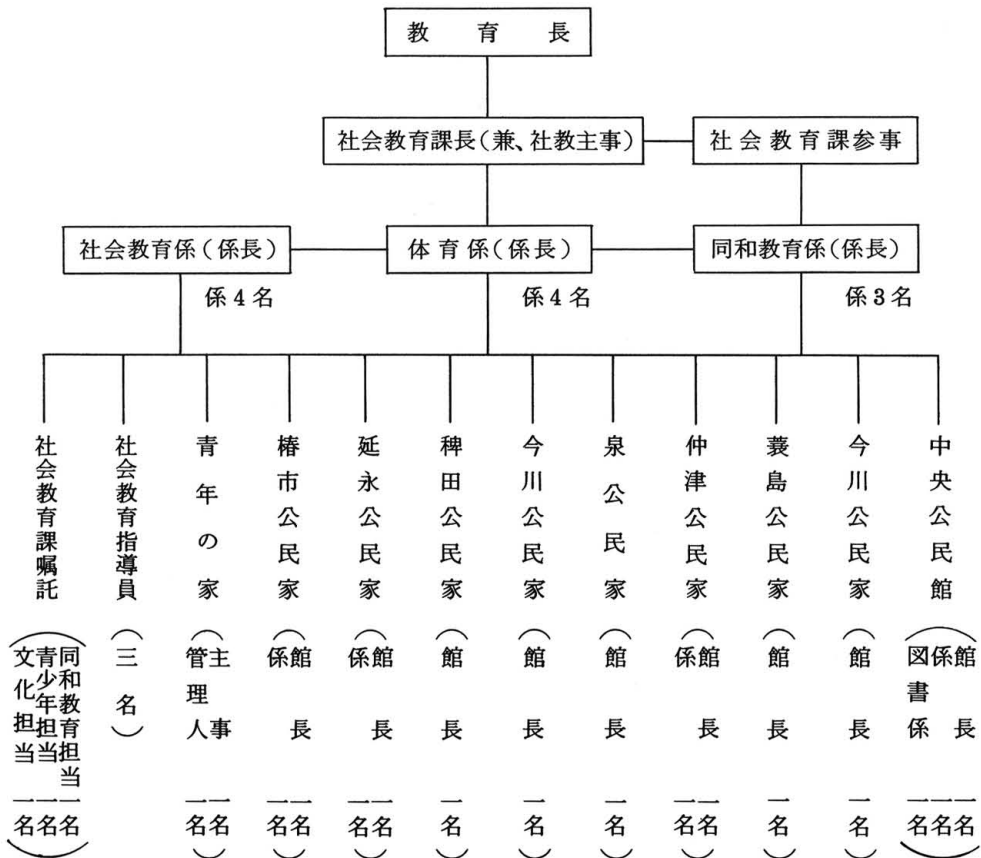 教育長
社会教育課長(兼、社教主事)
社会教育課参事
社会教育係(係長)
体育係(係長)
同和教育係(係長)
係4名
係4名
係3名
中央公民館
(館長 一名
係 一名
図書係 一名)
今川公民家
(館長 一名)
蓑島公民家
(館長 一名)
仲津公民家
(館長 一名
係 一名)
泉公民家
(館長 一名)
今川公民家
(館長 一名)
稗田公民家
(館長 一名)
延永公民家
(館長 一名
係 一名)
椿市公民家
(館長 一名
係 一名)
青年の家
(主事 一名
管理人 一名)
社会教育指導員
(三名)
社会教育課嘱託
(同和教育担当 一名
青少年担当 一名
文化担当 一名)